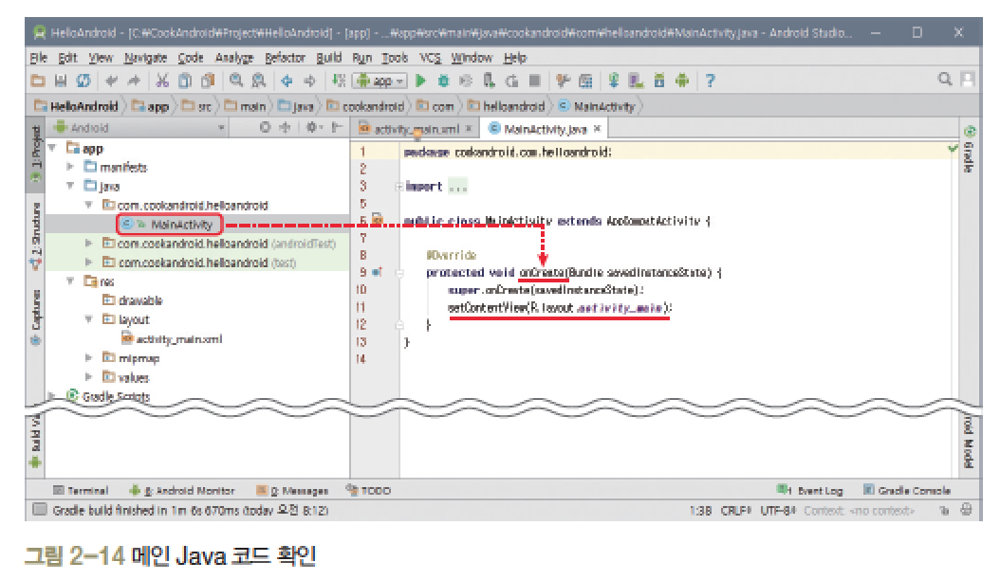 HelloAndroid - [C:₩CookAndroid₩Project₩HelloAndroid] - [app] - ...₩app₩src₩main₩java₩cookandroid₩com₩helloandroid₩MainActivity.java - Android Studio...
File Edit View Navigate Code Analyze Refactor Build Run Tools VCS Window Help
app
HelloAndroid app src main java cookandroid com helloandroid MainActivity
Android
activity_main.xml MainActivity.java
1: Project
2: Structure
Captures
Build Va
app
manifests
java
com.cookandroid.helloandroid
MainActivity
com.cookandroid.helloandroid (androidTest)
com.cookandroid.helloandroid (test)
res
drawable
layout
activity_main.xml
mipmap
values
Gradle Scripts
1 package cookandroid.com.helloandroid;
2
3 import ...
5
6 public class MainActivity extends AppCompatActivity {
7
8 @Override
9 protected void onCreate(Bundle savedInstanceState) {
10 super.onCreate(savedInstanceState);
11 setContentView(R.layout.activity_main);
12 }
13 }
14
Gradle
roid Model
Terminal 6: Android Monitor 0: Messages TODO
Event Log Gradle Console
Gradle build finished in 1m 6s 670ms (today 오전 8:12)
1:38 CRLF UTF-8 Context: <no context>
그림 2-14 메인 Java 코드 확인